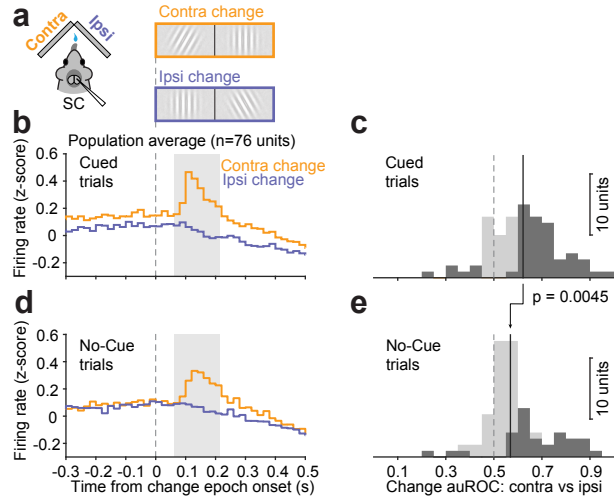 a
Contra
Ipsi
SC
Contra change
Ipsi change
b
Population average (n=76 units)
Cued
trials
Contra change
Ipsi change
Firing rate (z-score)
0.6
0.4
0.2
0
-0.2
c
Cued
trials
10 units
d
No-Cue
trials
Firing rate (z-score)
0.6
0.4
0.2
0
-0.2
-0.3 -0.2 -0.1 0 0.1 0.2 0.3 0.4 0.5
Time from change epoch onset (s)
e
p = 0.0045
No-Cue
trials
10 units
0.1 0.3 0.5 0.7 0.9
Change auROC: contra vs ipsi